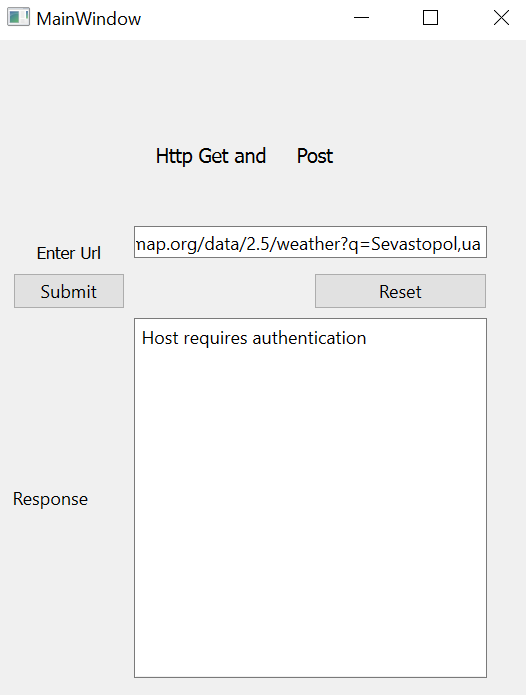 MainWindow
Http Get and Post
Enter Url
map.org/data/2.5/weather?q=Sevastopol,ua
Submit
Reset
Host requires authentication
Response